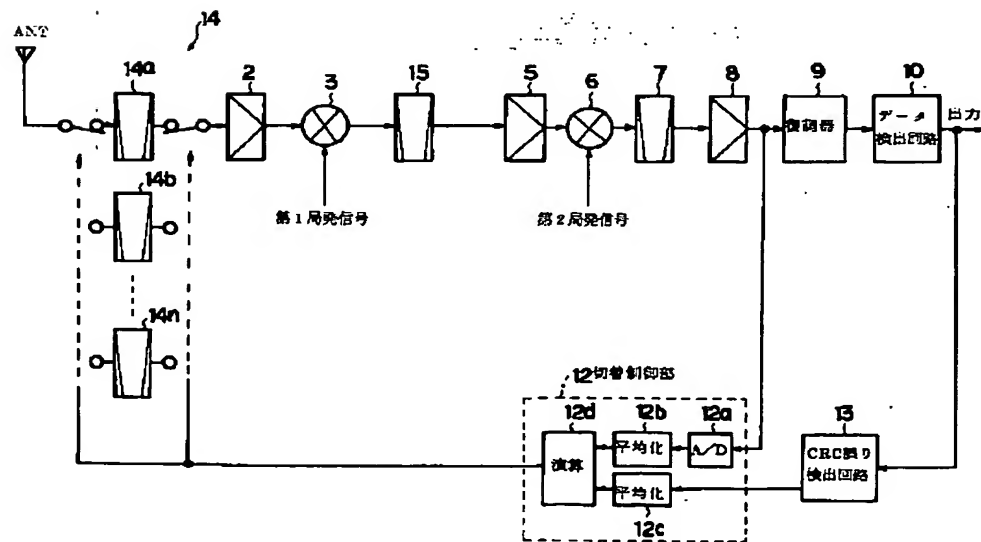 ANT
14
14a
2
3
15
5
6
7
8
9
10
復調器
データ
検出回路
出力
14b
第1局発信号
第2局発信号
14n
12 切替制御部
12d
12b
12a
13
演算
平均化
A/D
CRC誤り
検出回路
平均化
12c